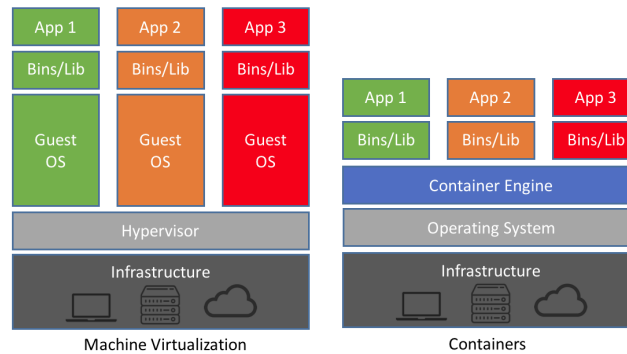 App 1
App 2
App 3
Bins/Lib
Bins/Lib
Bins/Lib
Guest
OS
Guest
OS
Guest
OS
Hypervisor
Infrastructure
Machine Virtualization
App 1
App 2
App 3
Bins/Lib
Bins/Lib
Bins/Lib
Container Engine
Operating System
Infrastructure
Containers